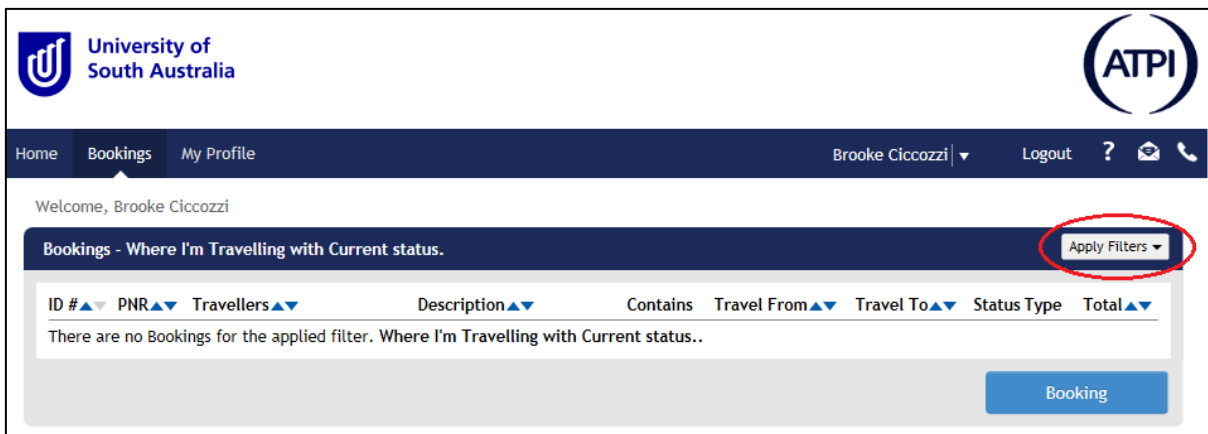 University of
South Australia
ATPI
Home Bookings My Profile Brooke Ciccozzi Logout ?
Welcome, Brooke Ciccozzi
Bookings - Where I'm Travelling with Current status. Apply Filters
ID # PNR Travellers Description Contains Travel From Travel To Status Type Total
There are no Bookings for the applied filter. Where I'm Travelling with Current status..
Booking